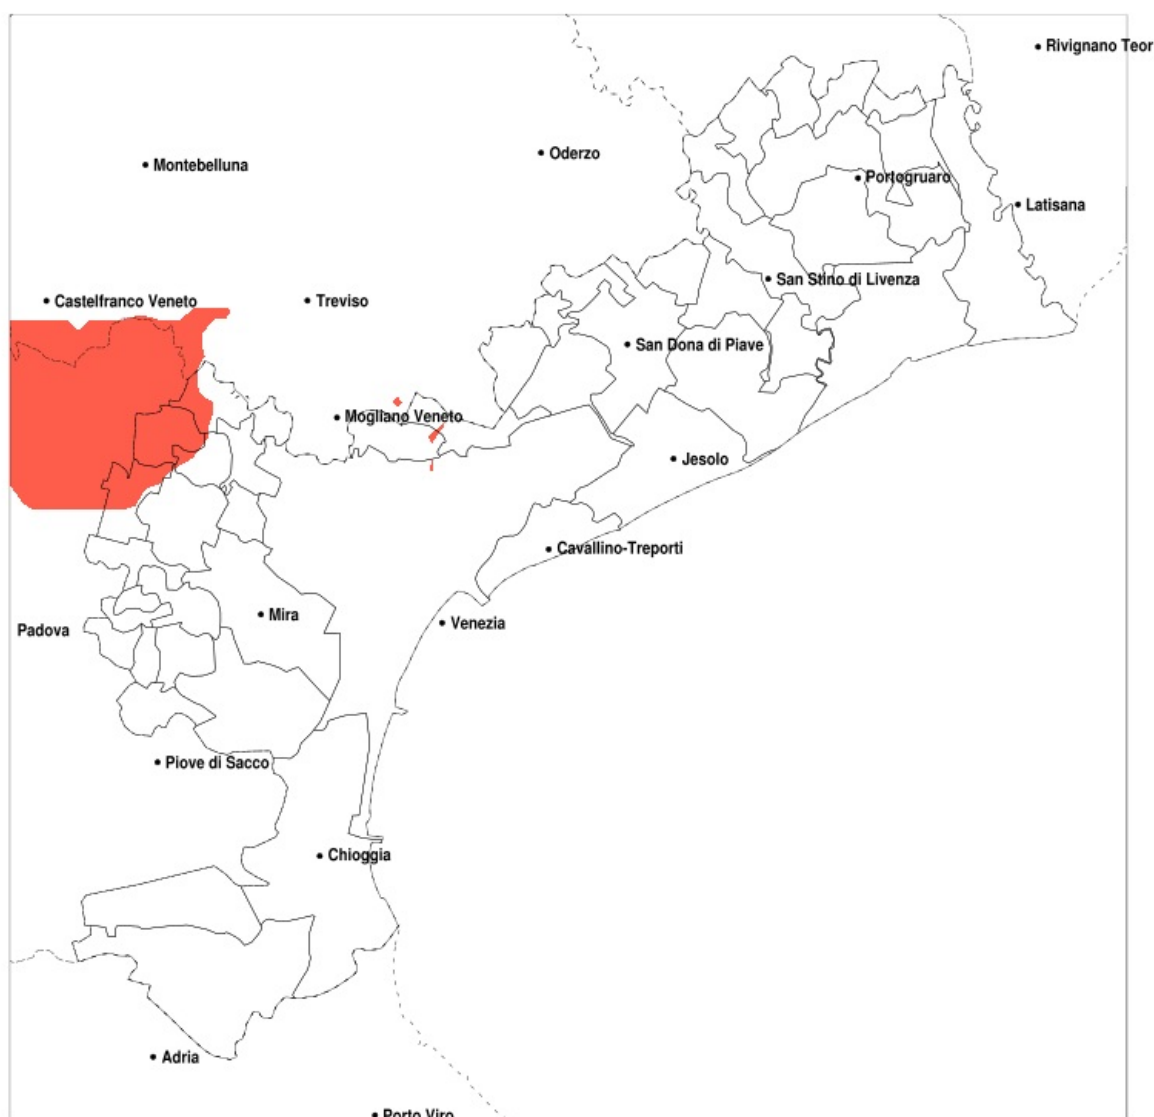 Rivignano Teor
Oderzo
Montebelluna
Portogruaro
Latisana
San Stino di Livenza
Castelfranco Veneto
Treviso
San Dona di Piave
Mogliano Veneto
Jesolo
Cavallino-Treporti
Mira
Venezia
Padova
Piove di Sacco
Chioggia
Adria
Porto Viro